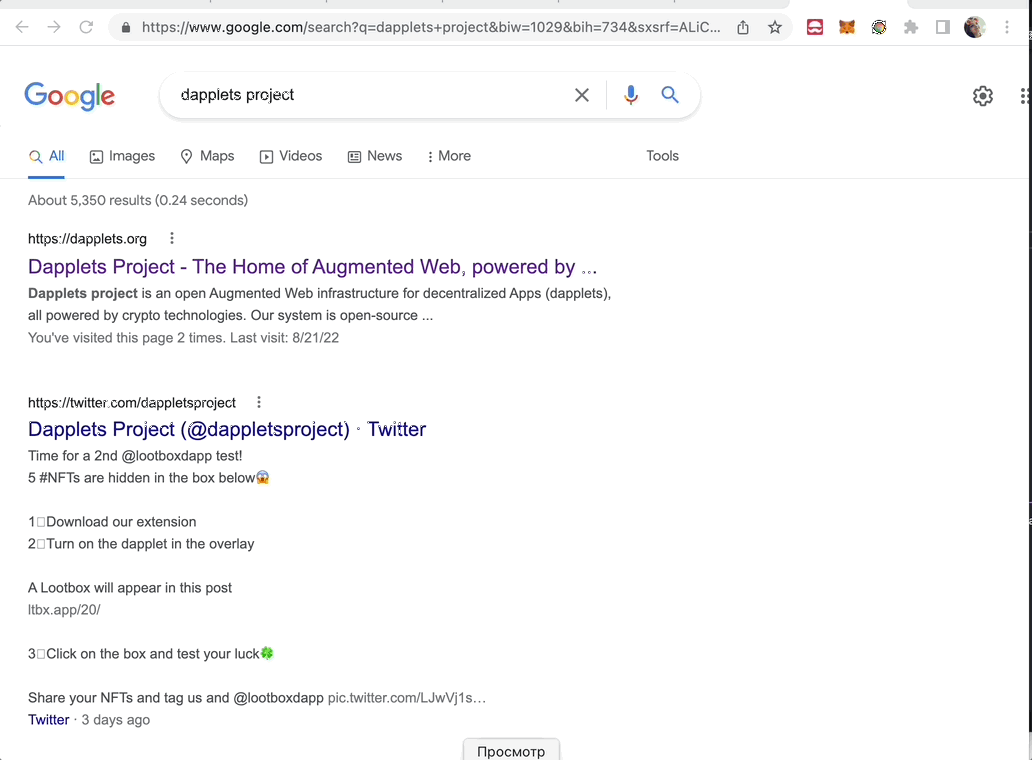 https://www.google.com/search?q=dapplets+project&biw=1029&bih=734&sxsrf=ALiC...
Google
dapplets project
All Images Maps Videos News More Tools
About 5,350 results (0.24 seconds)
https://dapplets.org
Dapplets Project - The Home of Augmented Web, powered by ...
Dapplets project is an open Augmented Web infrastructure for decentralized Apps (dapplets),
all powered by crypto technologies. Our system is open-source ...
You've visited this page 2 times. Last visit: 8/21/22
https://twitter.com/dappletsproject
Dapplets Project (@dappletsproject) · Twitter
Time for a 2nd @lootboxdapp test!
5 #NFTs are hidden in the box below😱
1□Download our extension
2□Turn on the dapplet in the overlay
A Lootbox will appear in this post
ltbx.app/20/
3□Click on the box and test your luck🍀
Share your NFTs and tag us and @lootboxdapp pic.twitter.com/LJwVj1s…
Twitter · 3 days ago
Просмотр